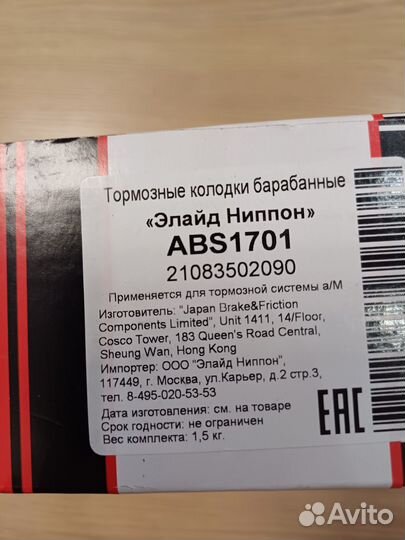 Тормозные колодки барабанные
«Элайд Ниппон»
ABS1701
21083502090
Применяется для тормозной системы а/м
Изготовитель: "Japan Brake&Friction
Components Limited", Unit 1411, 14/Floor,
Cosco Tower, 183 Queen's Road Central,
Sheung Wan, Hong Kong
Импортер: ООО "Элайд Ниппон",
117449, г. Москва, ул.Карьер, д.2 стр.3,
тел. 8-495-020-53-53
Дата изготовления: см. на товаре
Срок годности: не ограничен
Вес комплекта: 1,5 кг.
EAC
Avito